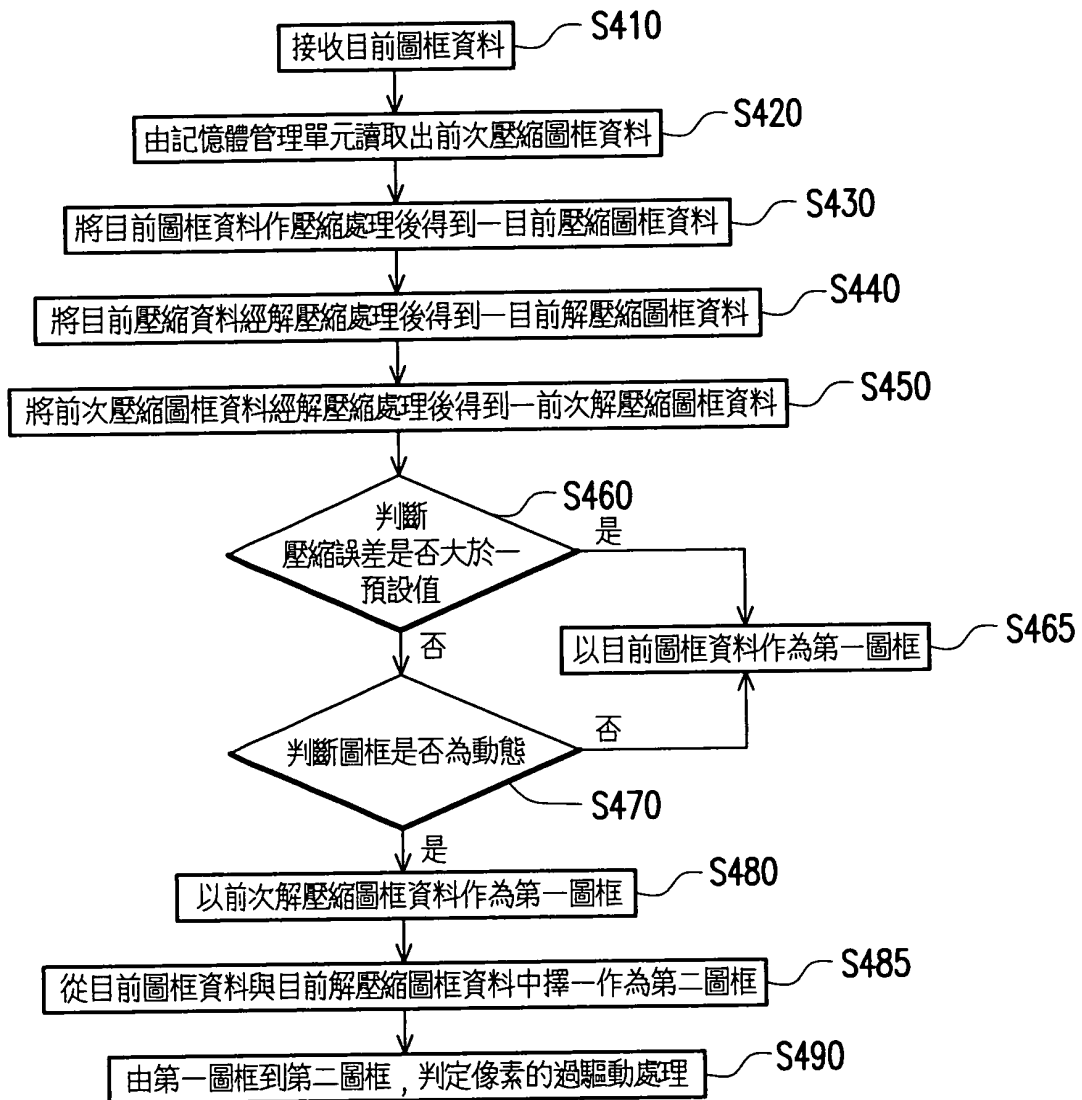 接收目前圖框資料
S410
由記憶體管理單元讀取出前次壓縮圖框資料
S420
將目前圖框資料作壓縮處理後得到一目前壓縮圖框資料
S430
將目前壓縮資料經解壓縮處理後得到一目前解壓縮圖框資料
S440
將前次壓縮圖框資料經解壓縮處理後得到一前次解壓縮圖框資料
S450
S460
判斷
壓縮誤差是否大於一
預設值
是
否
以目前圖框資料作為第一圖框
S465
判斷圖框是否為動態
否
S470
是
以前次解壓縮圖框資料作為第一圖框
S480
從目前圖框資料與目前解壓縮圖框資料中擇一作為第二圖框
S485
由第一圖框到第二圖框，判定像素的過驅動處理
S490